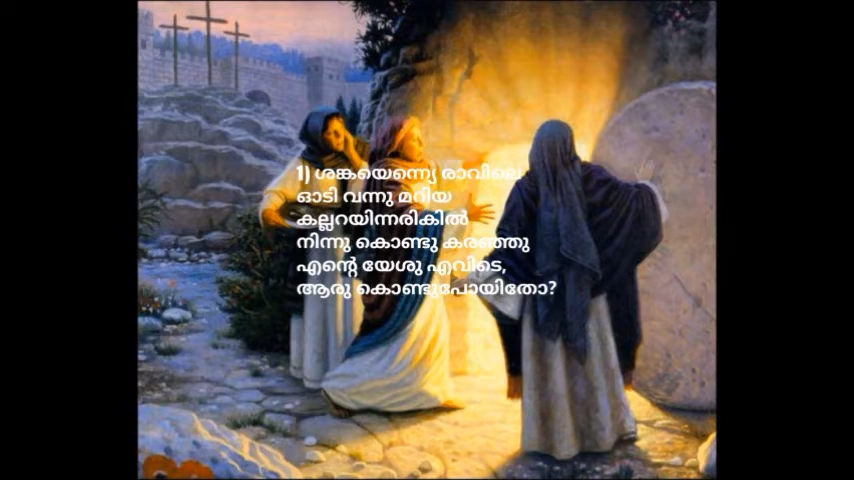 1) ശങ്കയെന്ന്യെ രാവിലെ
ഓടി വന്നു മറിയ
കല്ലറയിന്നരികിൽ
നിന്നു കൊണ്ടു കരഞ്ഞു
എന്റെ യേശു എവിടെ,
ആരു കൊണ്ടുപോയിതോ?